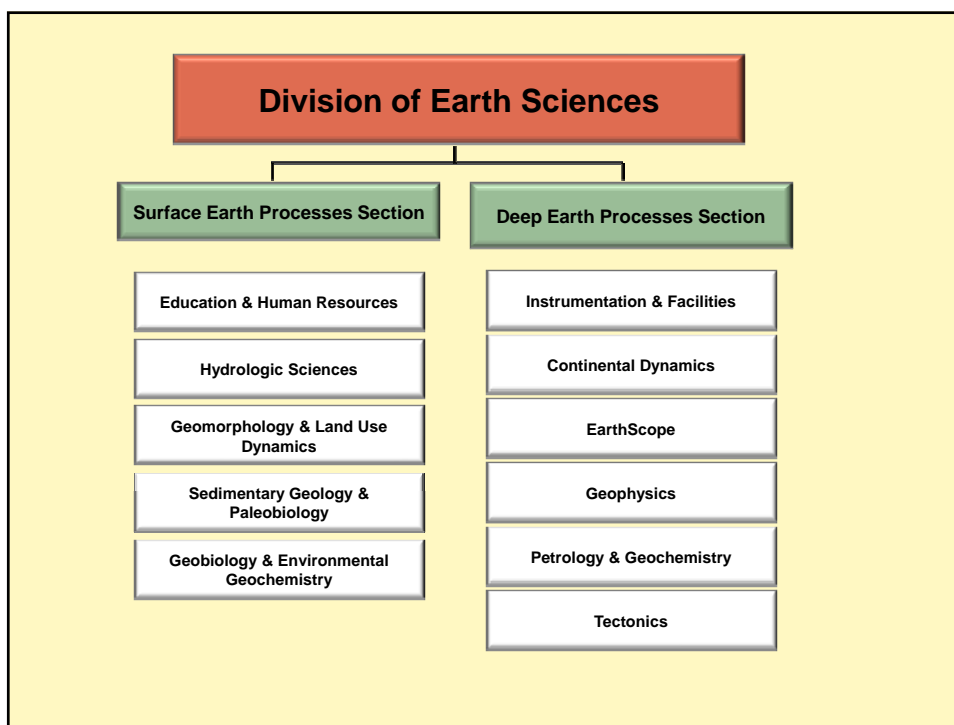 Division of Earth Sciences
Surface Earth Processes Section
Education & Human Resources
Hydrologic Sciences
Geomorphology & Land Use
Dynamics
Sedimentary Geology &
Paleobiology
Geobiology & Environmental
Geochemistry
Deep Earth Processes Section
Instrumentation & Facilities
Continental Dynamics
EarthScope
Geophysics
Petrology & Geochemistry
Tectonics